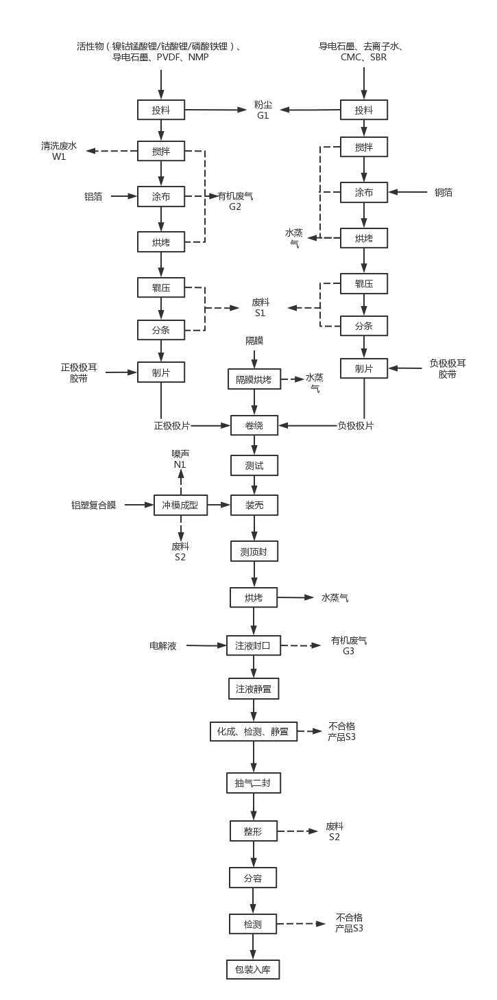 活性物（镍钴锰酸锂/钴酸锂/磷酸铁锂）、
导电石墨、PVDF、NMP
导电石墨、去离子水、
CMC、SBR
投料
粉尘
G1
投料
清洗废水
W1
搅拌
搅拌
铝箔
涂布
有机废气
G2
涂布
铜箔
烘烤
水蒸
气
烘烤
辊压
辊压
废料
S1
分条
分条
隔膜
正极极耳
胶带
制片
隔膜烘烤
水蒸
气
制片
负极极耳
胶带
正极极片
卷绕
负极极片
噪声
N1
测试
铝塑复合膜
冲模成型
装壳
废料
S2
测顶封
烘烤
水蒸气
电解液
注液封口
有机废气
G3
注液静置
化成、检测、静置
不合格
产品S3
抽气二封
整形
废料
S2
分容
检测
不合格
产品S3
包装入库